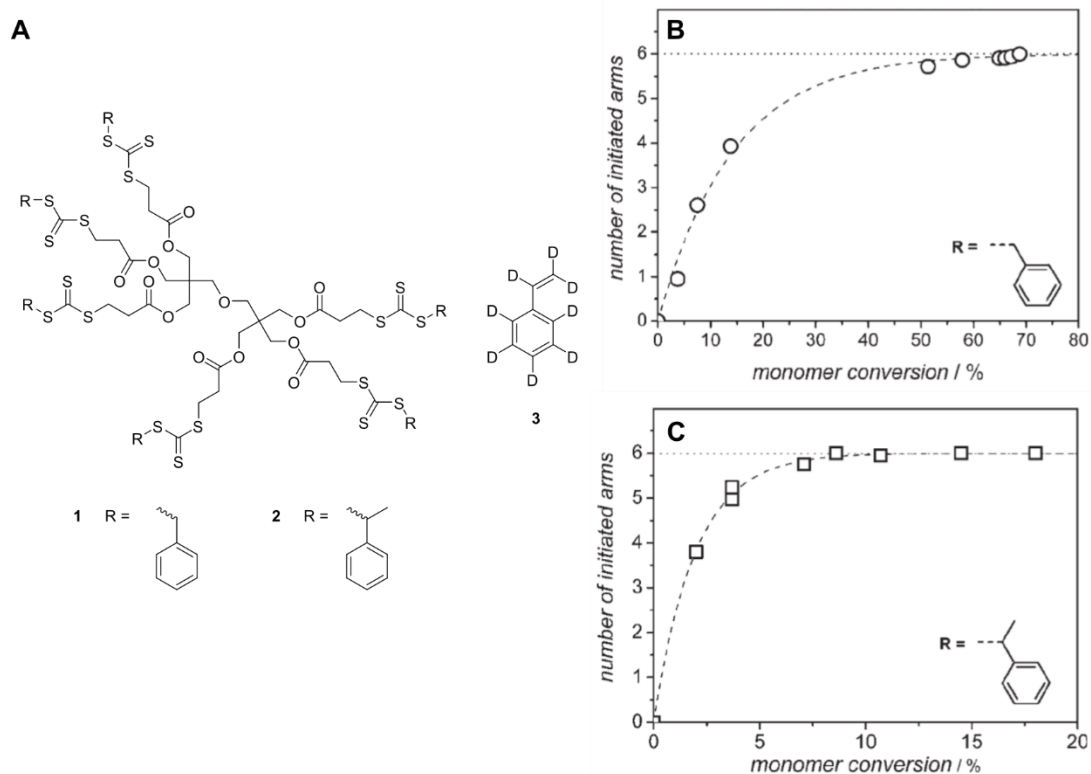 A
R
S S
S
R S
S
O
S
O
O
O
S
O
S
O
O
R
S S
O
R
S S
O
O
O
S S
O
O
O
O
S
S
S
R
R
S S
S
1 R =
2 R =
D
D
D
D
D
D
D
D
3
B
number of initiated arms
6
5
4
3
2
1
0
R =
0 10 20 30 40 50 60 70 80
monomer conversion / %
C
number of initiated arms
7
6
5
4
3
2
1
0
R =
0 5 10 15 20
monomer conversion / %